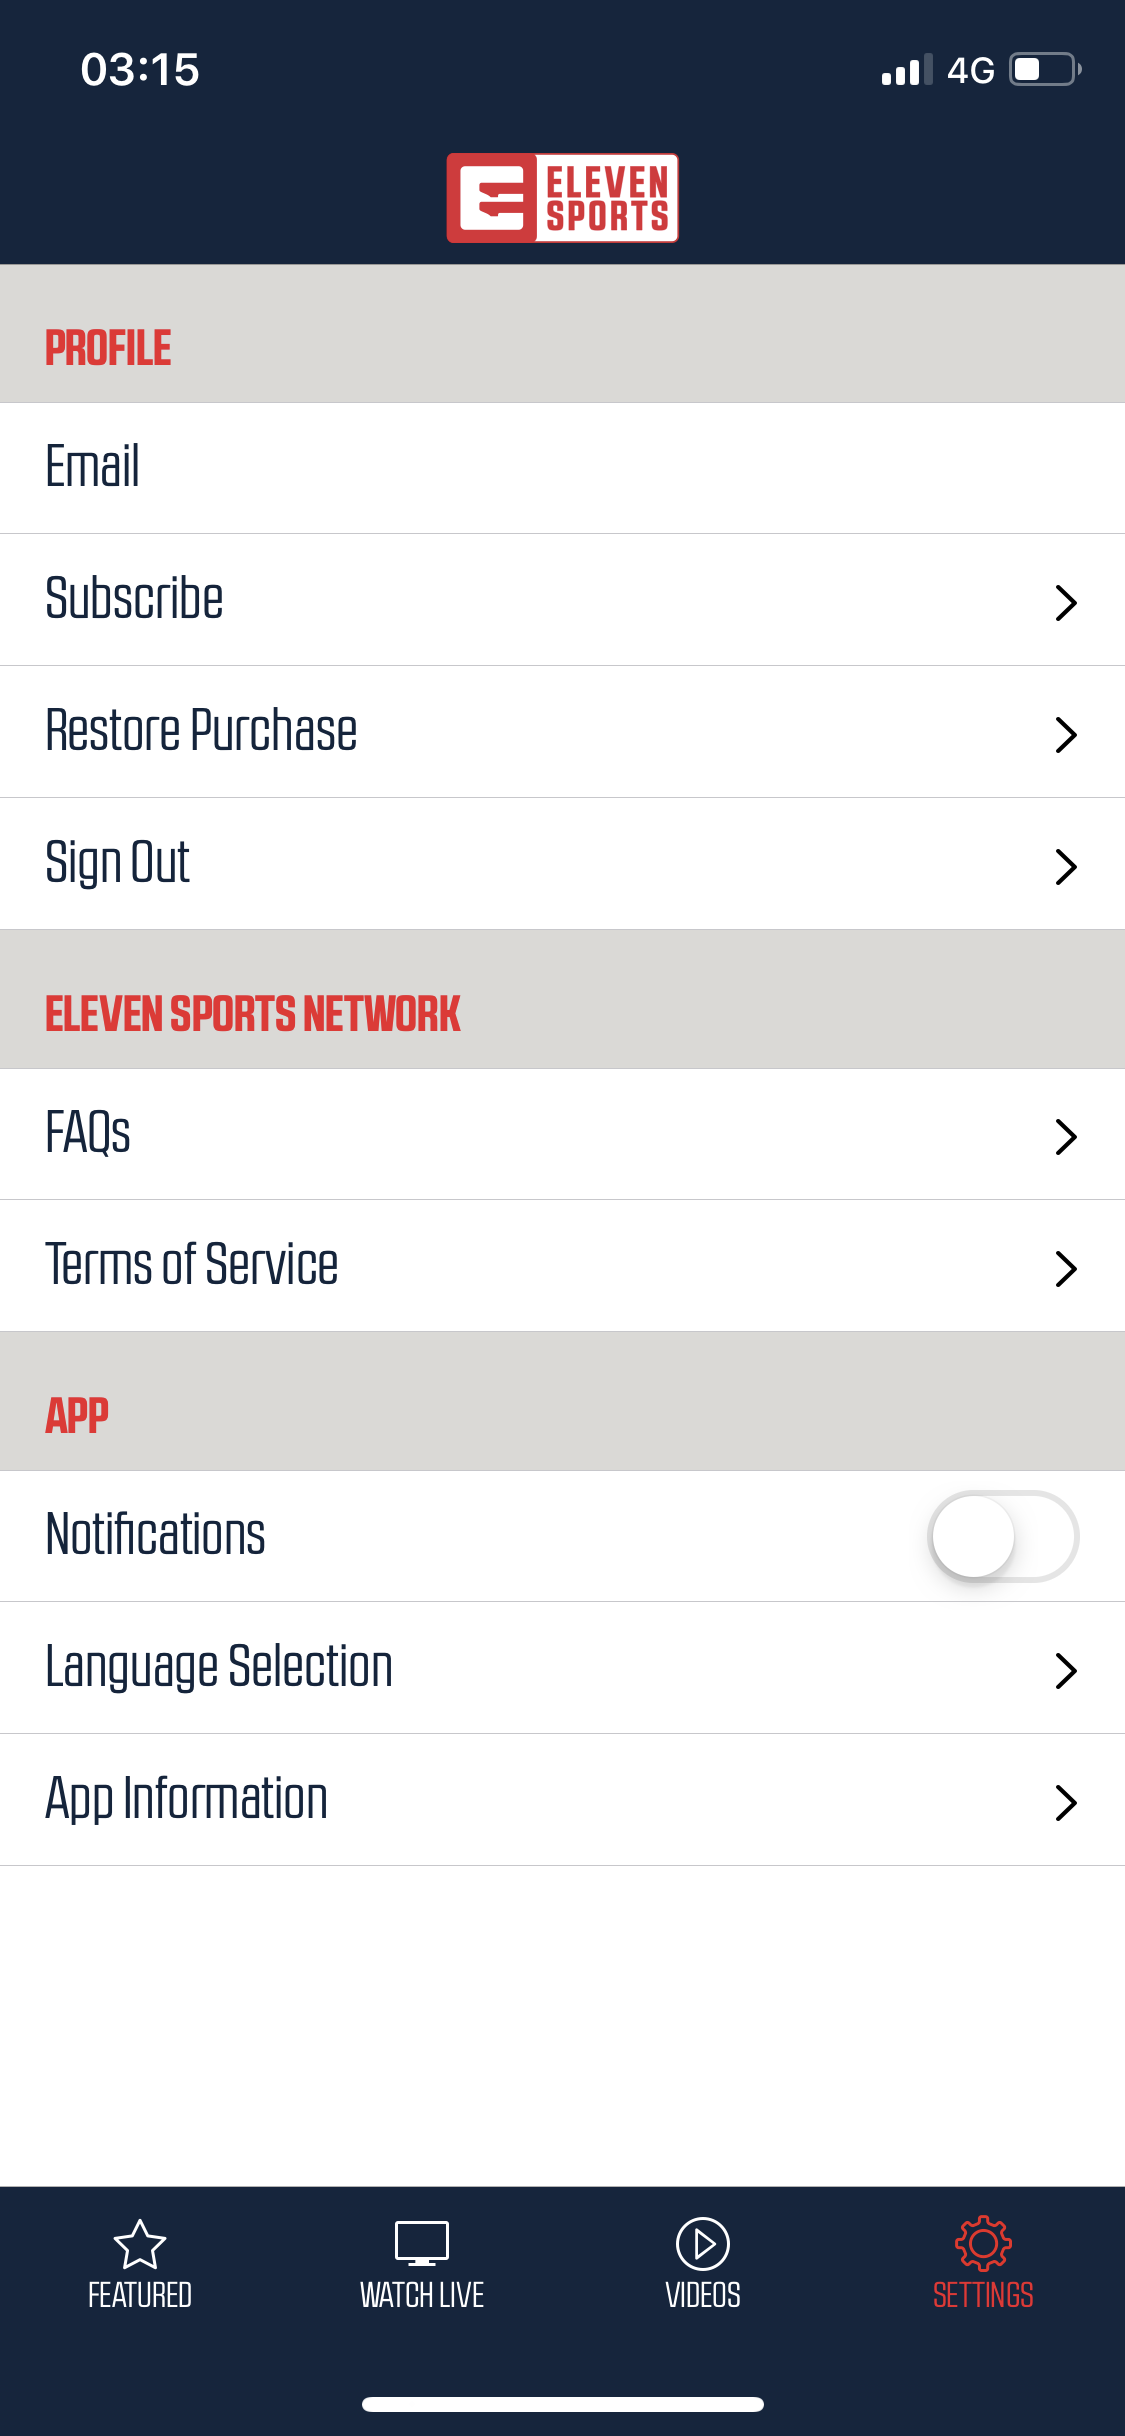 03:15
4G
ELEVEN
SPORTS
PROFILE
Email
Subscribe
Restore Purchase
Sign Out
ELEVEN SPORTS NETWORK
FAQs
Terms of Service
APP
Notifications
Language Selection
App Information
FEATURED
WATCH LIVE
VIDEOS
SETTINGS